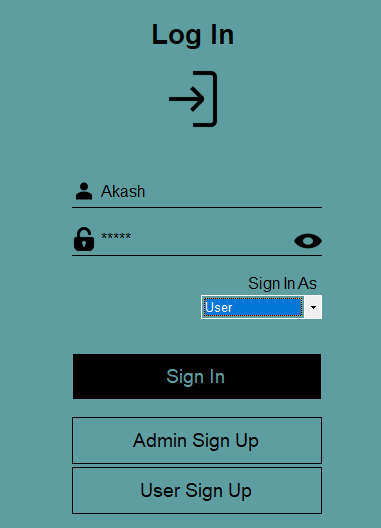 Log In
Akash
*****
Sign In As
User
Sign In
Admin Sign Up
User Sign Up